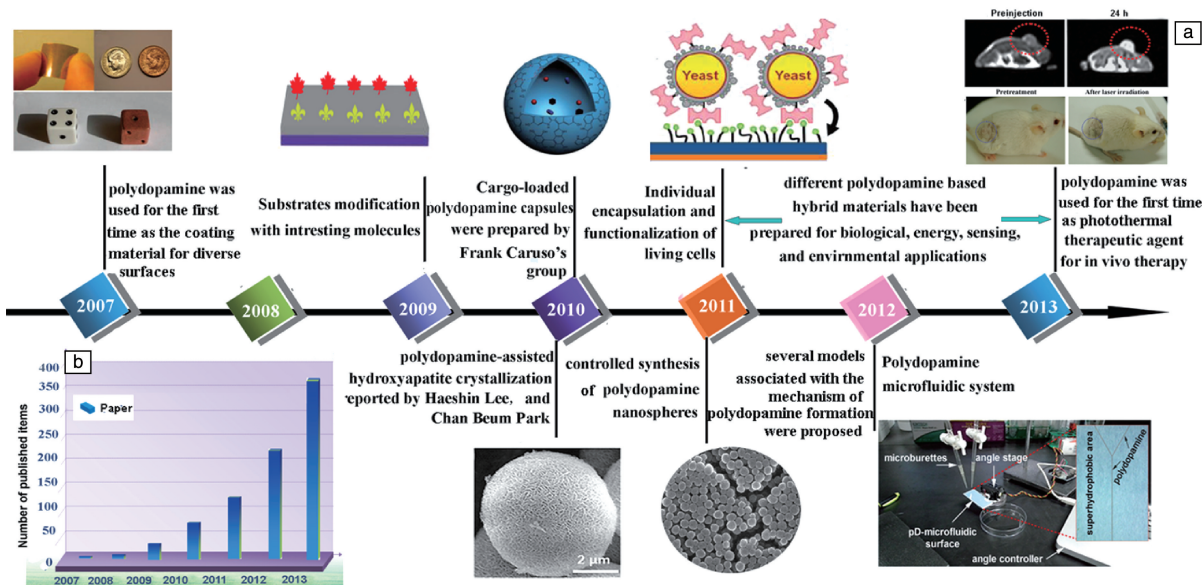 Preinjection
24 h
a
Pretreatment
After laser irradiation
Yeast
Yeast
polydopamine was
used for the first
time as the coating
material for diverse
surfaces
Substrates modification
with intresting molecules
Cargo-loaded
polydopamine capsules
were prepared by
Frank Caruso's
group
Individual
encapsulation and
functionalization of
living cells
different polydopamine based
hybrid materials have been
prepared for biological, energy, sensing,
and envirnmental applications
polydopamine was
used for the first time
as photothermal
therapeutic agent
for in vivo therapy
2007
2008
2009
2010
2011
2012
2013
polydopamine-assisted
hydroxyapatite crystallization
reported by Haeshin Lee, and
Chan Beum Park
controlled synthesis
of polydopamine
nanospheres
several models
associated with the
mechanism of
polydopamine formation
were proposed
Polydopamine
microfluidic system
2 μm
microburettes
angle stage
pD-microfluidic
surface
angle controller
superhydrophobic area
polydopamine
b
Number of published items
400
350
300
250
200
150
100
50
0
Paper
2007 2008 2009 2010 2011 2012 2013